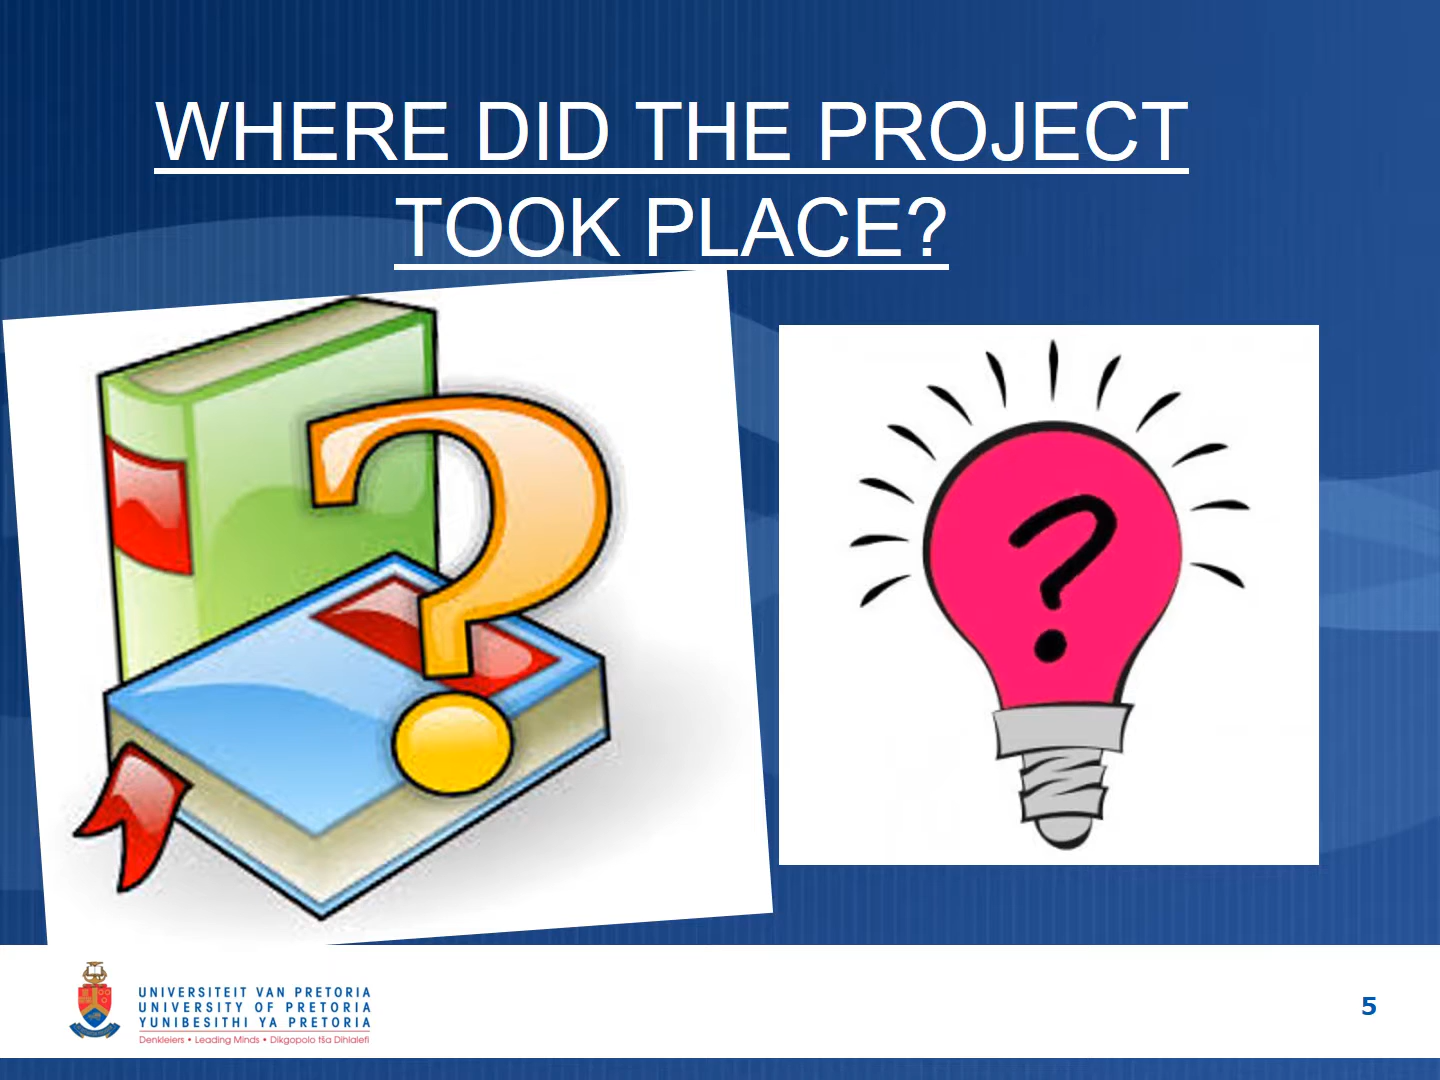 WHERE DID THE PROJECT
TOOK PLACE?
?
?
UNIVERSITEIT VAN PRETORIA
UNIVERSITY OF PRETORIA
YUNIBESITHI YA PRETORIA
Denkleiers • Leading Minds • Dikgopolo tša Dihlalefi
5